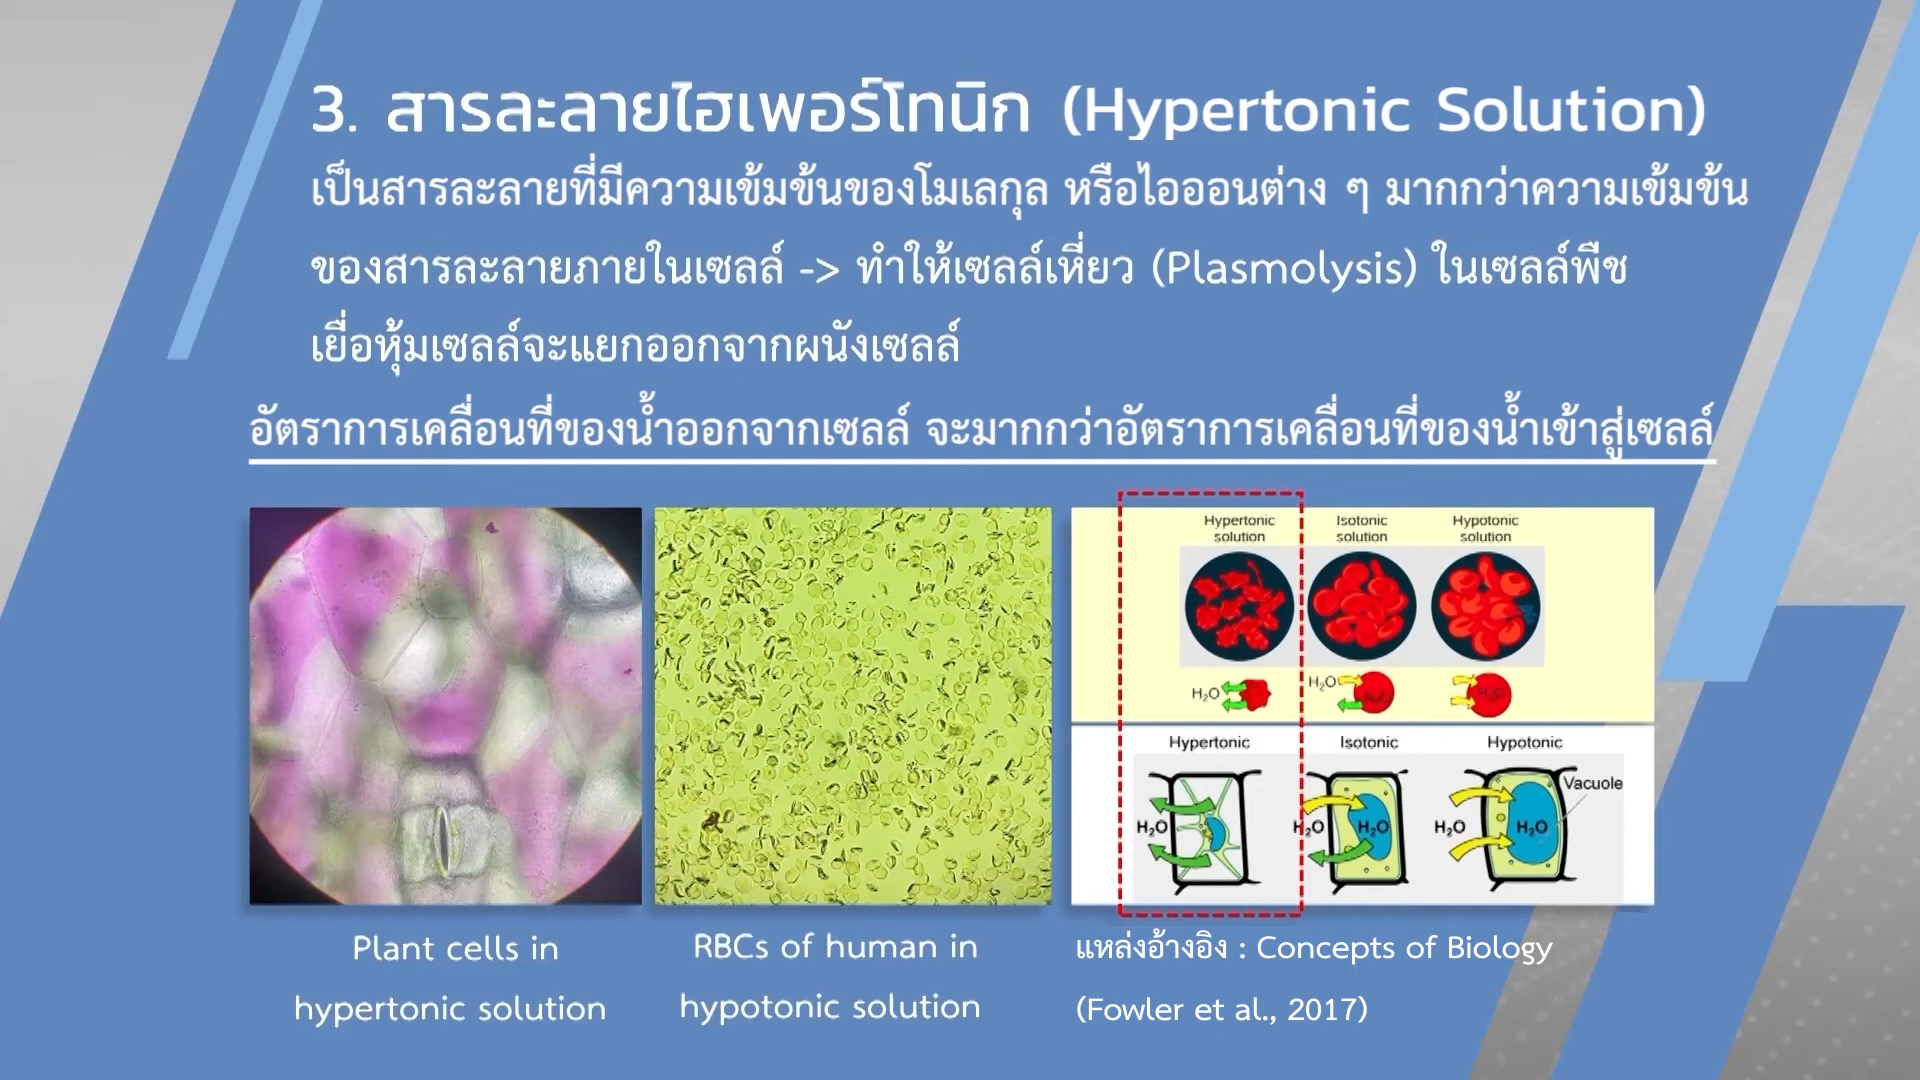 3. สารละลายไฮเพอร์โทนิก (Hypertonic Solution)
เป็นสารละลายที่มีความเข้มข้นของโมเลกุล หรือไอออนต่าง ๆ มากกว่าความเข้มข้น
ของสารละลายภายในเซลล์ -> ทำให้เซลล์เหี่ยว (Plasmolysis) ในเซลล์พืช
เยื่อหุ้มเซลล์จะแยกออกจากผนังเซลล์
อัตราการเคลื่อนที่ของน้ำออกจากเซลล์ จะมากกว่าอัตราการเคลื่อนที่ของน้ำเข้าสู่เซลล์
Hypertonic solution
Isotonic solution
Hypotonic solution
H₂O
H₂O
H₂O
H₂O
Hypertonic
Isotonic
Hypotonic
Vacuole
H₂O
H₂O
H₂O
H₂O
H₂O
Plant cells in
hypertonic solution
RBCs of human in
hypotonic solution
แหล่งอ้างอิง : Concepts of Biology
(Fowler et al., 2017)